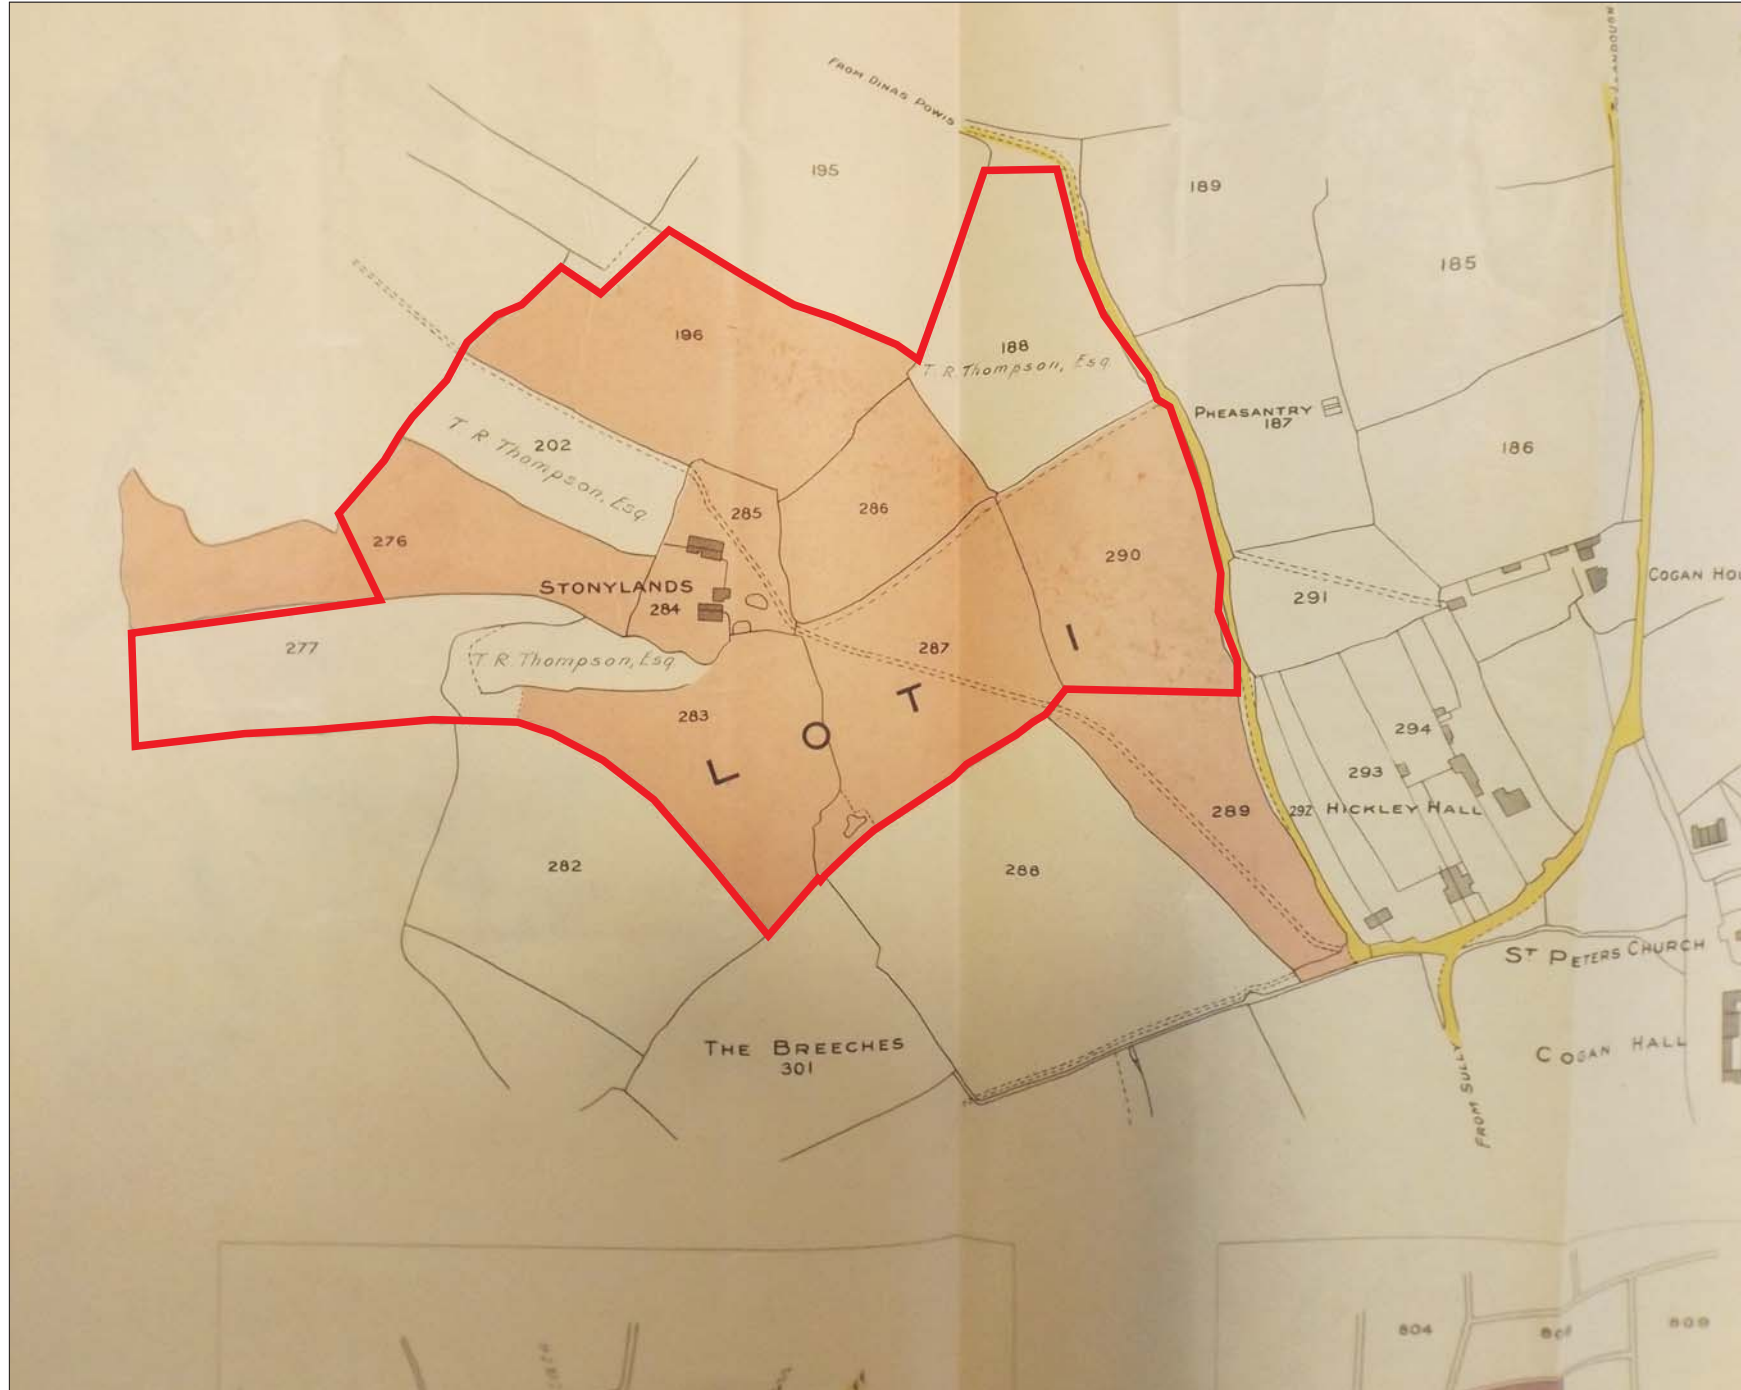 FROM DINAS POWIS
195
189
185
196
188
T. R. Thompson, Esq
PHEASANTRY
187
186
202
T. R. Thompson, Esq
285
286
276
290
STONYLANDS
284
291
277
T. R. Thompson, Esq
287
283
LOT I
294
293
292 HICKLEY HALL
289
282
288
ST PETERS CHURCH
THE BREECHES
301
COGAN HALL
FROM SULLY
804
809